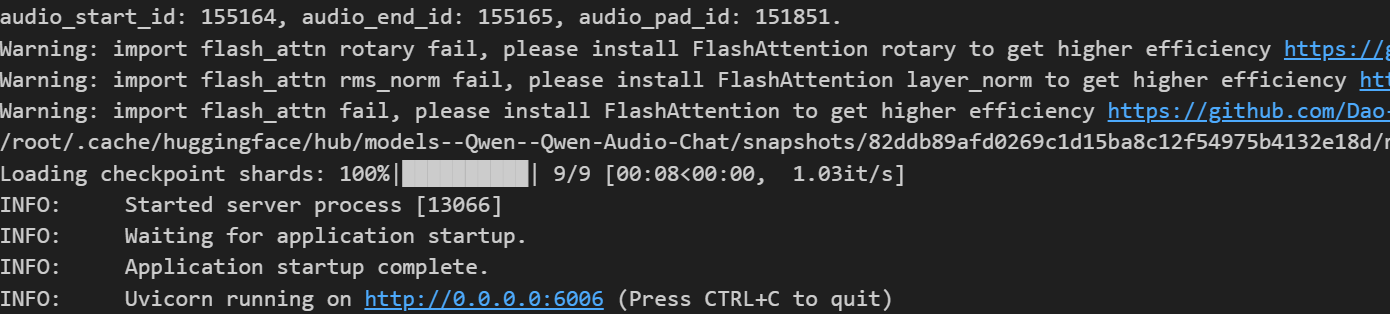 audio_start_id: 155164, audio_end_id: 155165, audio_pad_id: 151851.
Warning: import flash_attn rotary fail, please install FlashAttention rotary to get higher efficiency https://g
Warning: import flash_attn rms_norm fail, please install FlashAttention layer_norm to get higher efficiency htt
Warning: import flash_attn fail, please install FlashAttention to get higher efficiency https://github.com/Dao-
/root/.cache/huggingface/hub/models--Qwen--Qwen-Audio-Chat/snapshots/82ddb89afd0269c1d15ba8c12f54975b4132e18d/
Loading checkpoint shards: 100%|██████████| 9/9 [00:08<00:00,  1.03it/s]
INFO:     Started server process [13066]
INFO:     Waiting for application startup.
INFO:     Application startup complete.
INFO:     Uvicorn running on http://0.0.0.0:6006 (Press CTRL+C to quit)